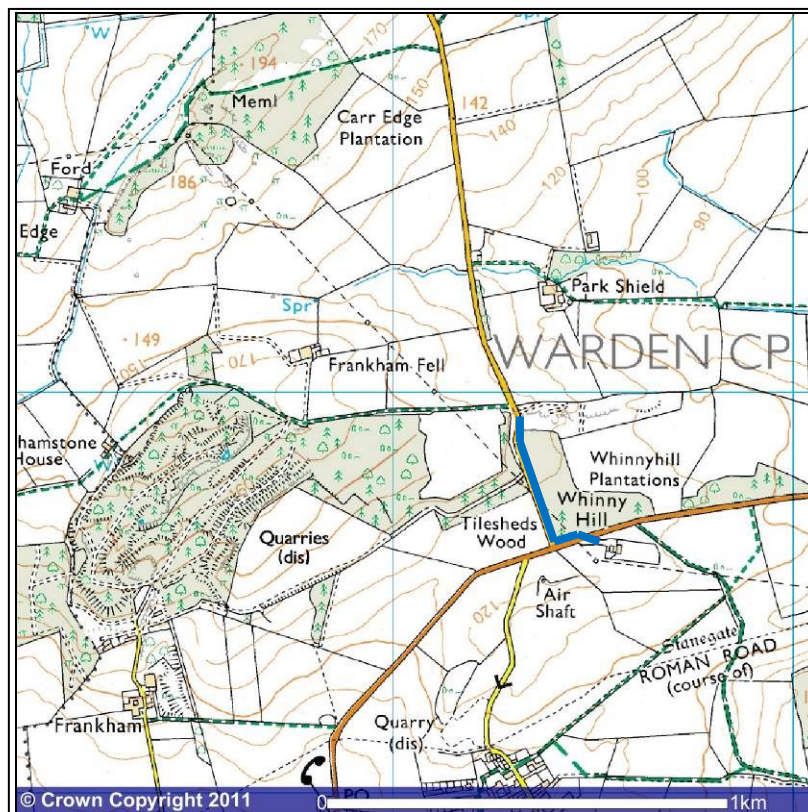 W
Spr
194
170
Meml
Carr Edge
Plantation
150
142
140
Ford
186
120
100
90
Edge
Park Shield
Spr
149
150
170
WARDEN CP
Frankham Fell
hamstone
House
W
Whinnyhill
Plantations
Whinny
Hill
Tilesheds
Wood
Quarries
(dis)
120
Air
Shaft
Stanegate
ROMAN ROAD
(course of)
Frankham
Quarry
(dis)
PO
© Crown Copyright 2011
0
1km